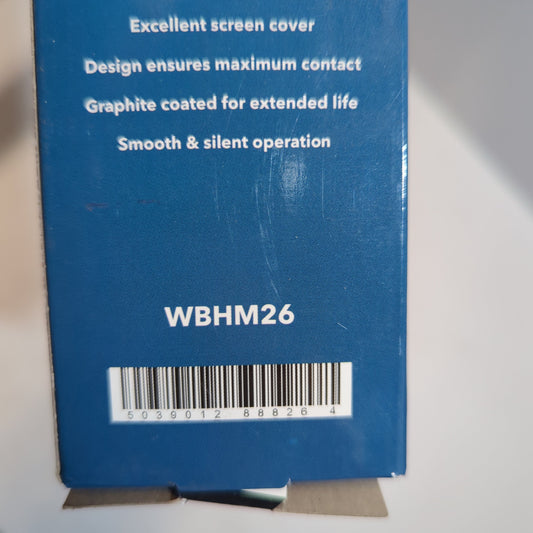 Excellent screen cover
Design ensures maximum contact
Graphite coated for extended life
Smooth & silent operation
WBHM26
5039012 88826 4